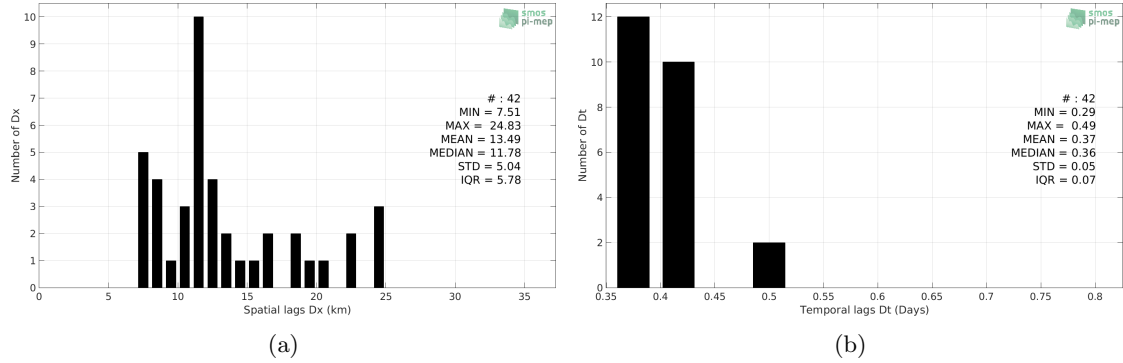 smos
pi-mep
10
9
8
7
6
5
4
3
2
1
0
Number of Dx
# : 42
MIN = 7.51
MAX = 24.83
MEAN = 13.49
MEDIAN = 11.78
STD = 5.04
IQR = 5.78
0 5 10 15 20 25 30 35
Spatial lags Dx (km)
(a)
smos
pi-mep
12
10
8
6
4
2
0
Number of Dt
# : 42
MIN = 0.29
MAX = 0.49
MEAN = 0.37
MEDIAN = 0.36
STD = 0.05
IQR = 0.07
0.35 0.4 0.45 0.5 0.55 0.6 0.65 0.7 0.75 0.8
Temporal lags Dt (Days)
(b)